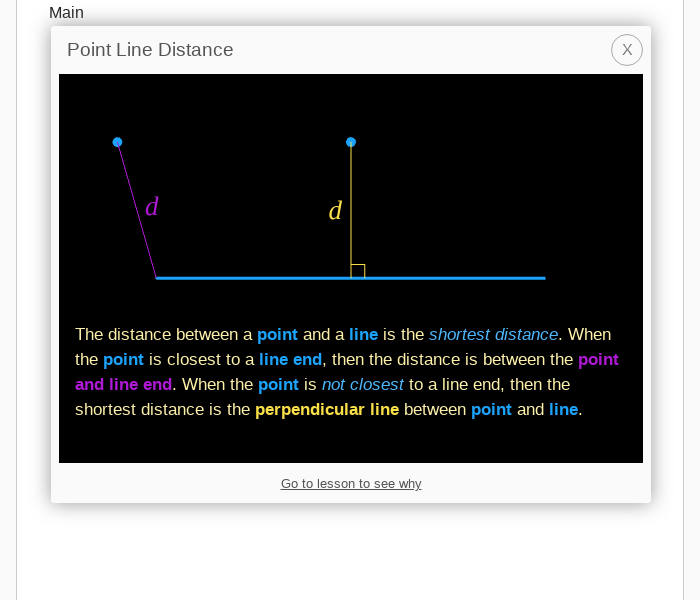 Main
Point Line Distance
X
d
d
The distance between a point and a line is the shortest distance. When
the point is closest to a line end, then the distance is between the point
and line end. When the point is not closest to a line end, then the
shortest distance is the perpendicular line between point and line.
Go to lesson to see why